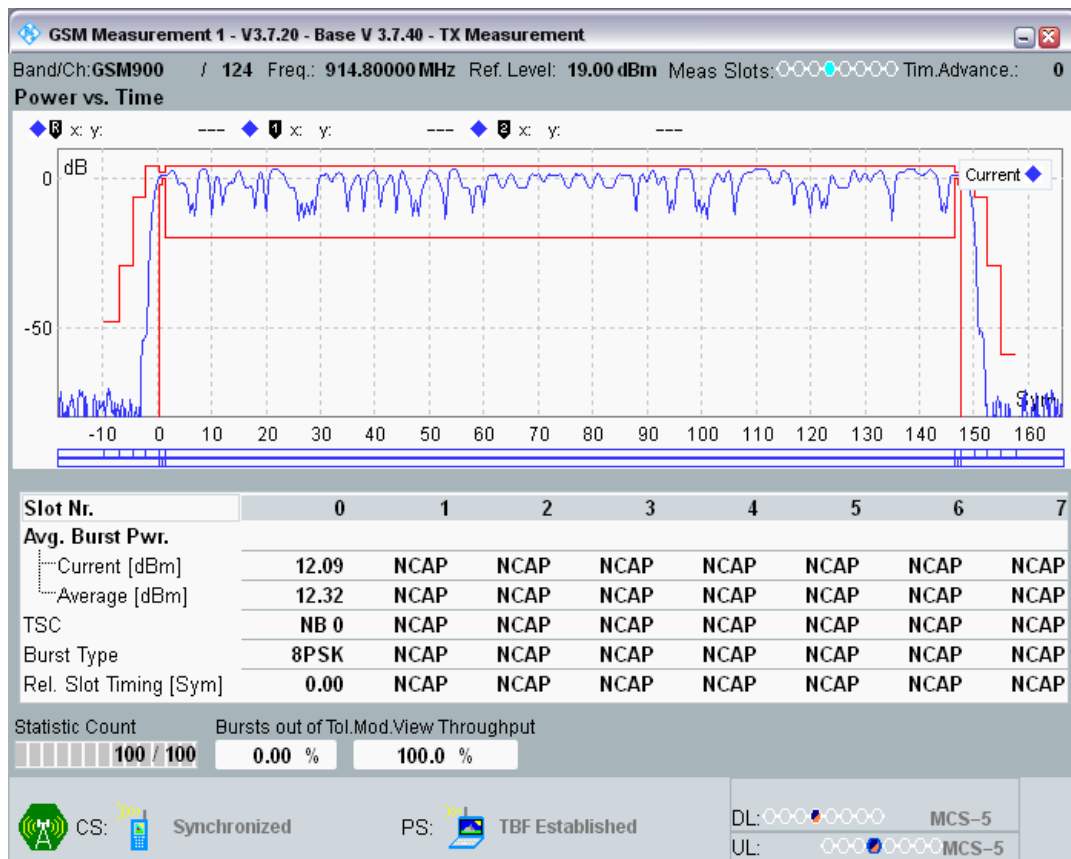 GSM Measurement 1 - V3.7.20 - Base V 3.7.40 - TX Measurement
Band/Ch:GSM900 / 124 Freq.: 914.80000 MHz Ref. Level: 19.00 dBm Meas Slots: Tim.Advance.: 0
Power vs. Time
R x: y: --- 1 x: y: --- 2 x: y: ---
dB
Current
0
-50
Sym
-10 0 10 20 30 40 50 60 70 80 90 100 110 120 130 140 150 160
Slot Nr. 0 1 2 3 4 5 6 7
Avg. Burst Pwr.
Current [dBm] 12.09 NCAP NCAP NCAP NCAP NCAP NCAP NCAP
Average [dBm] 12.32 NCAP NCAP NCAP NCAP NCAP NCAP NCAP
TSC NB 0 NCAP NCAP NCAP NCAP NCAP NCAP NCAP
Burst Type 8PSK NCAP NCAP NCAP NCAP NCAP NCAP NCAP
Rel. Slot Timing [Sym] 0.00 NCAP NCAP NCAP NCAP NCAP NCAP NCAP
Statistic Count Bursts out of Tol. Mod.View Throughput
100 / 100 0.00 % 100.0 %
CS: Synchronized PS: TBF Established
DL: MCS-5
UL: MCS-5